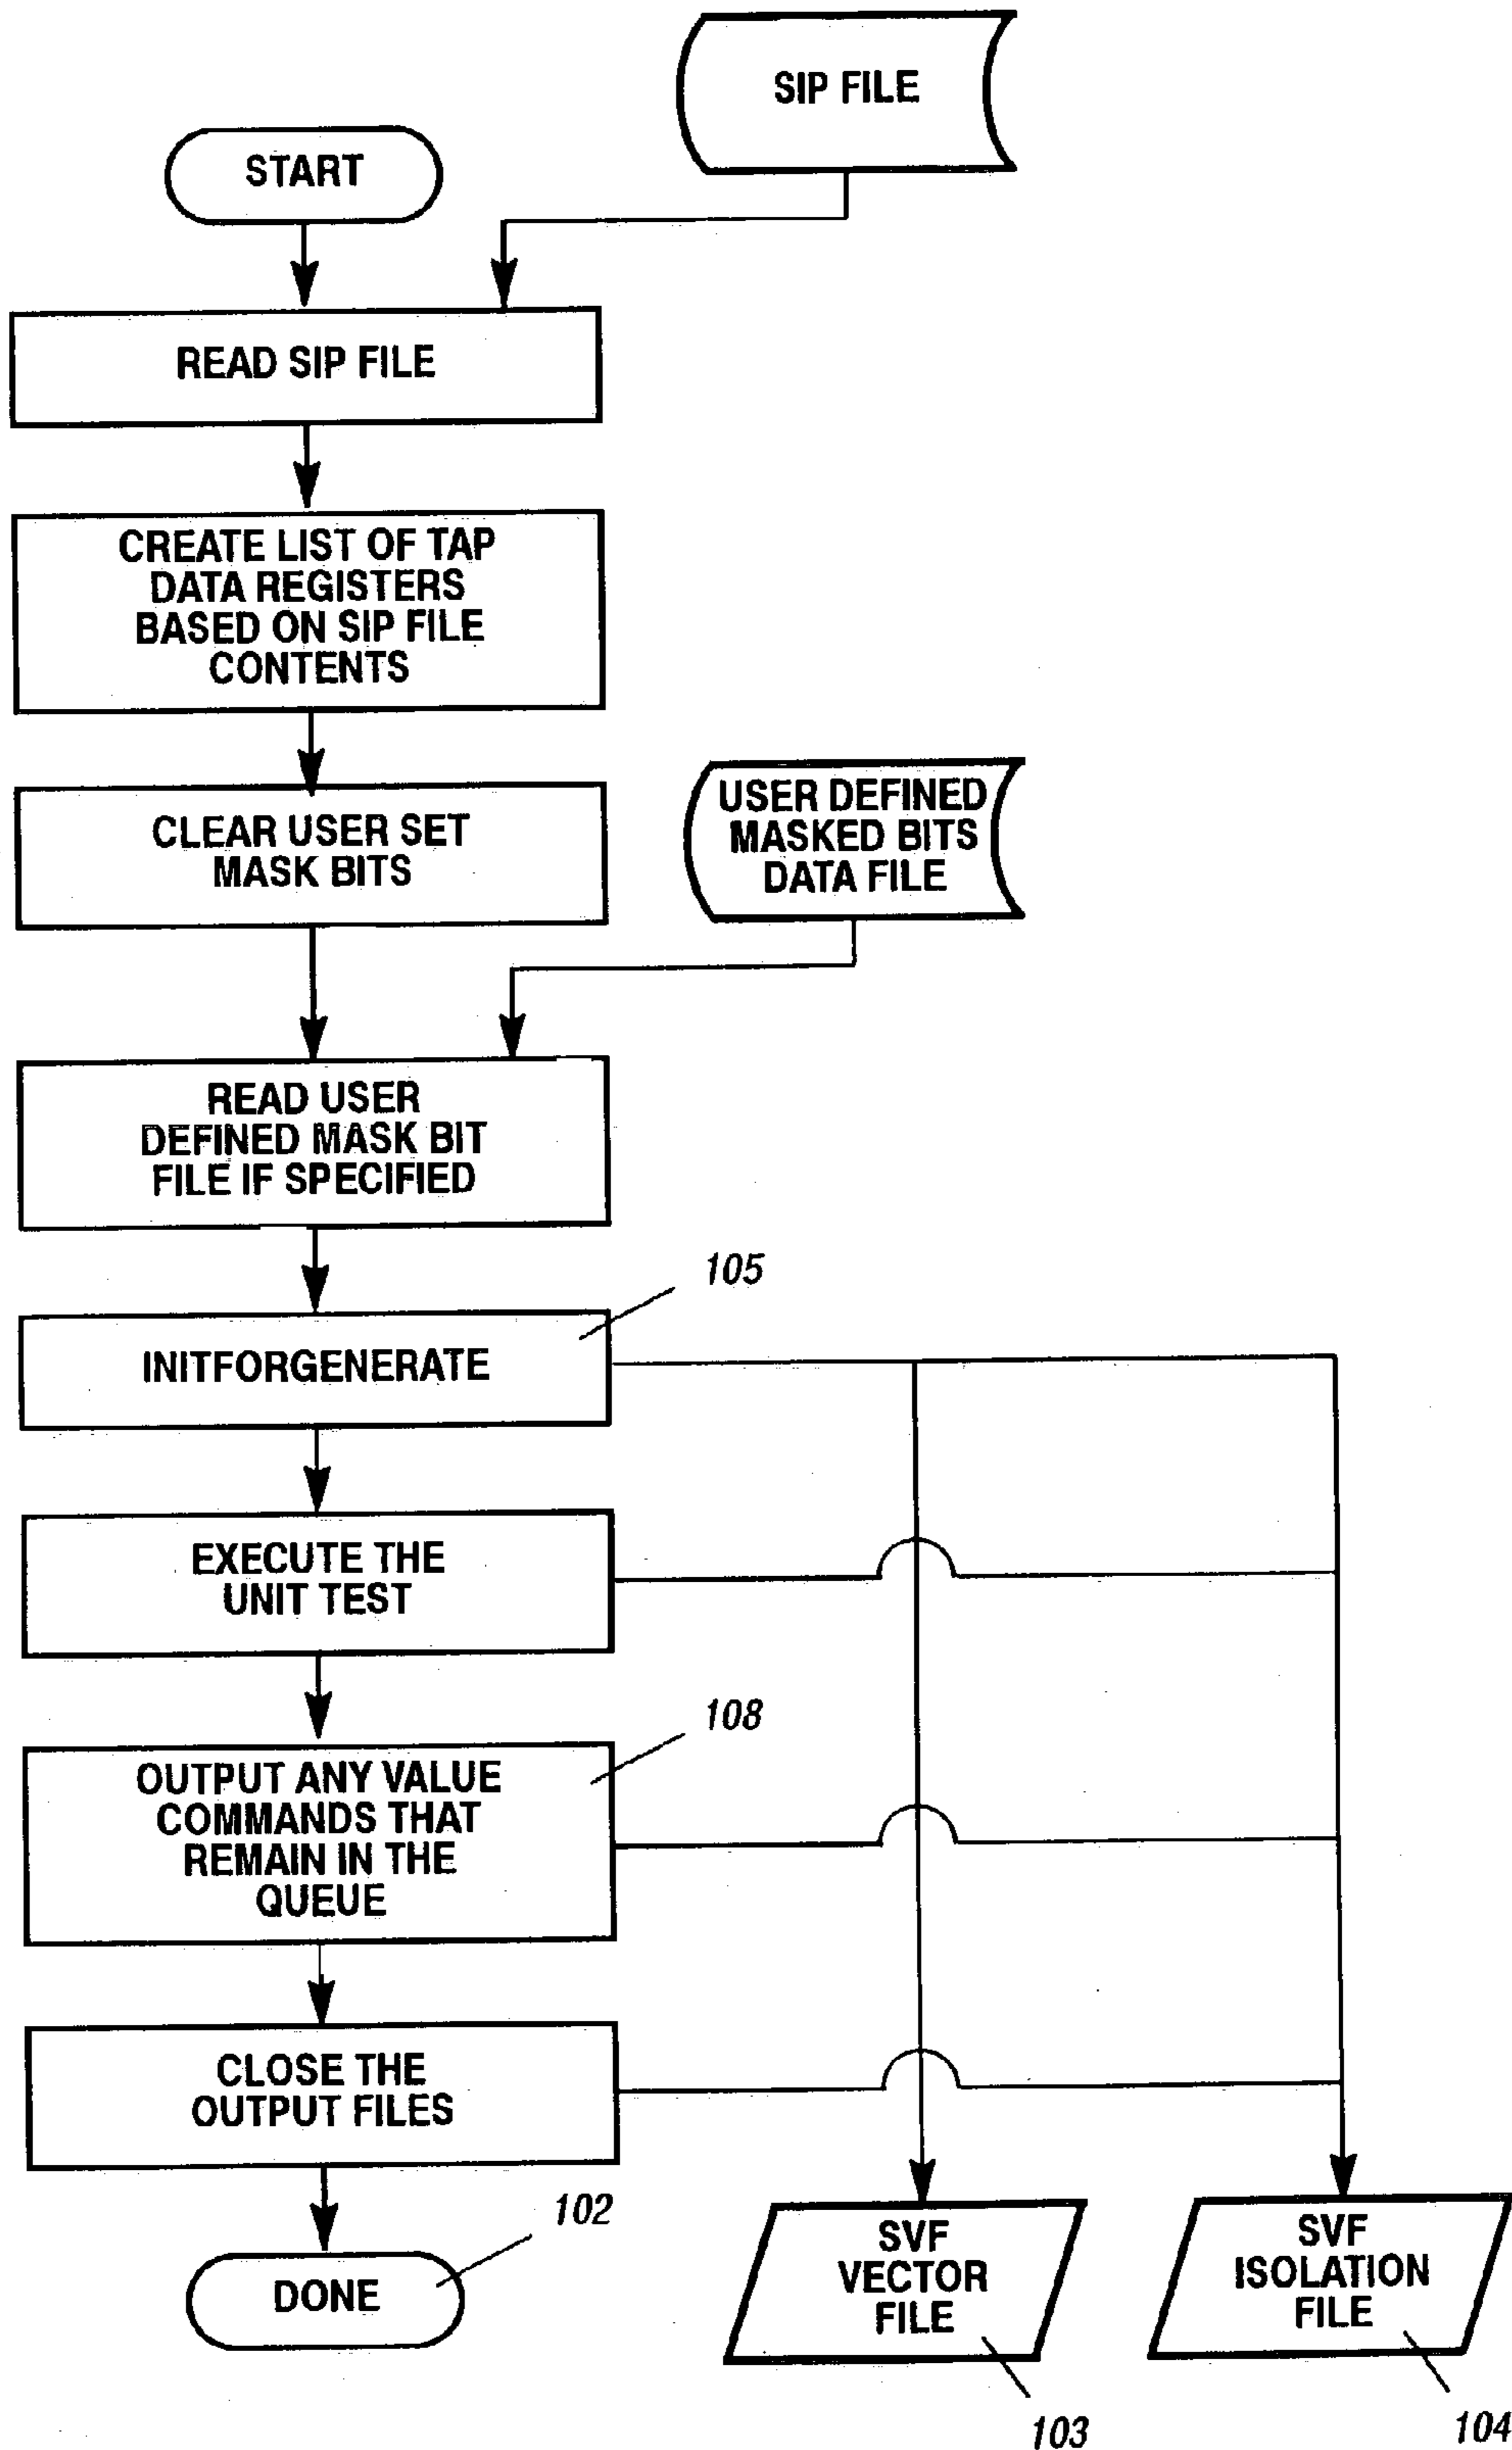 SIP FILE
START
READ SIP FILE
CREATE LIST OF TAP
DATA REGISTERS
BASED ON SIP FILE
CONTENTS
CLEAR USER SET
MASK BITS
USER DEFINED
MASKED BITS
DATA FILE
READ USER
DEFINED MASK BIT
FILE IF SPECIFIED
105
INITFORGENERATE
EXECUTE THE
UNIT TEST
108
OUTPUT ANY VALUE
COMMANDS THAT
REMAIN IN THE
QUEUE
CLOSE THE
OUTPUT FILES
102
DONE
SVF
VECTOR
FILE
103
SVF
ISOLATION
FILE
104